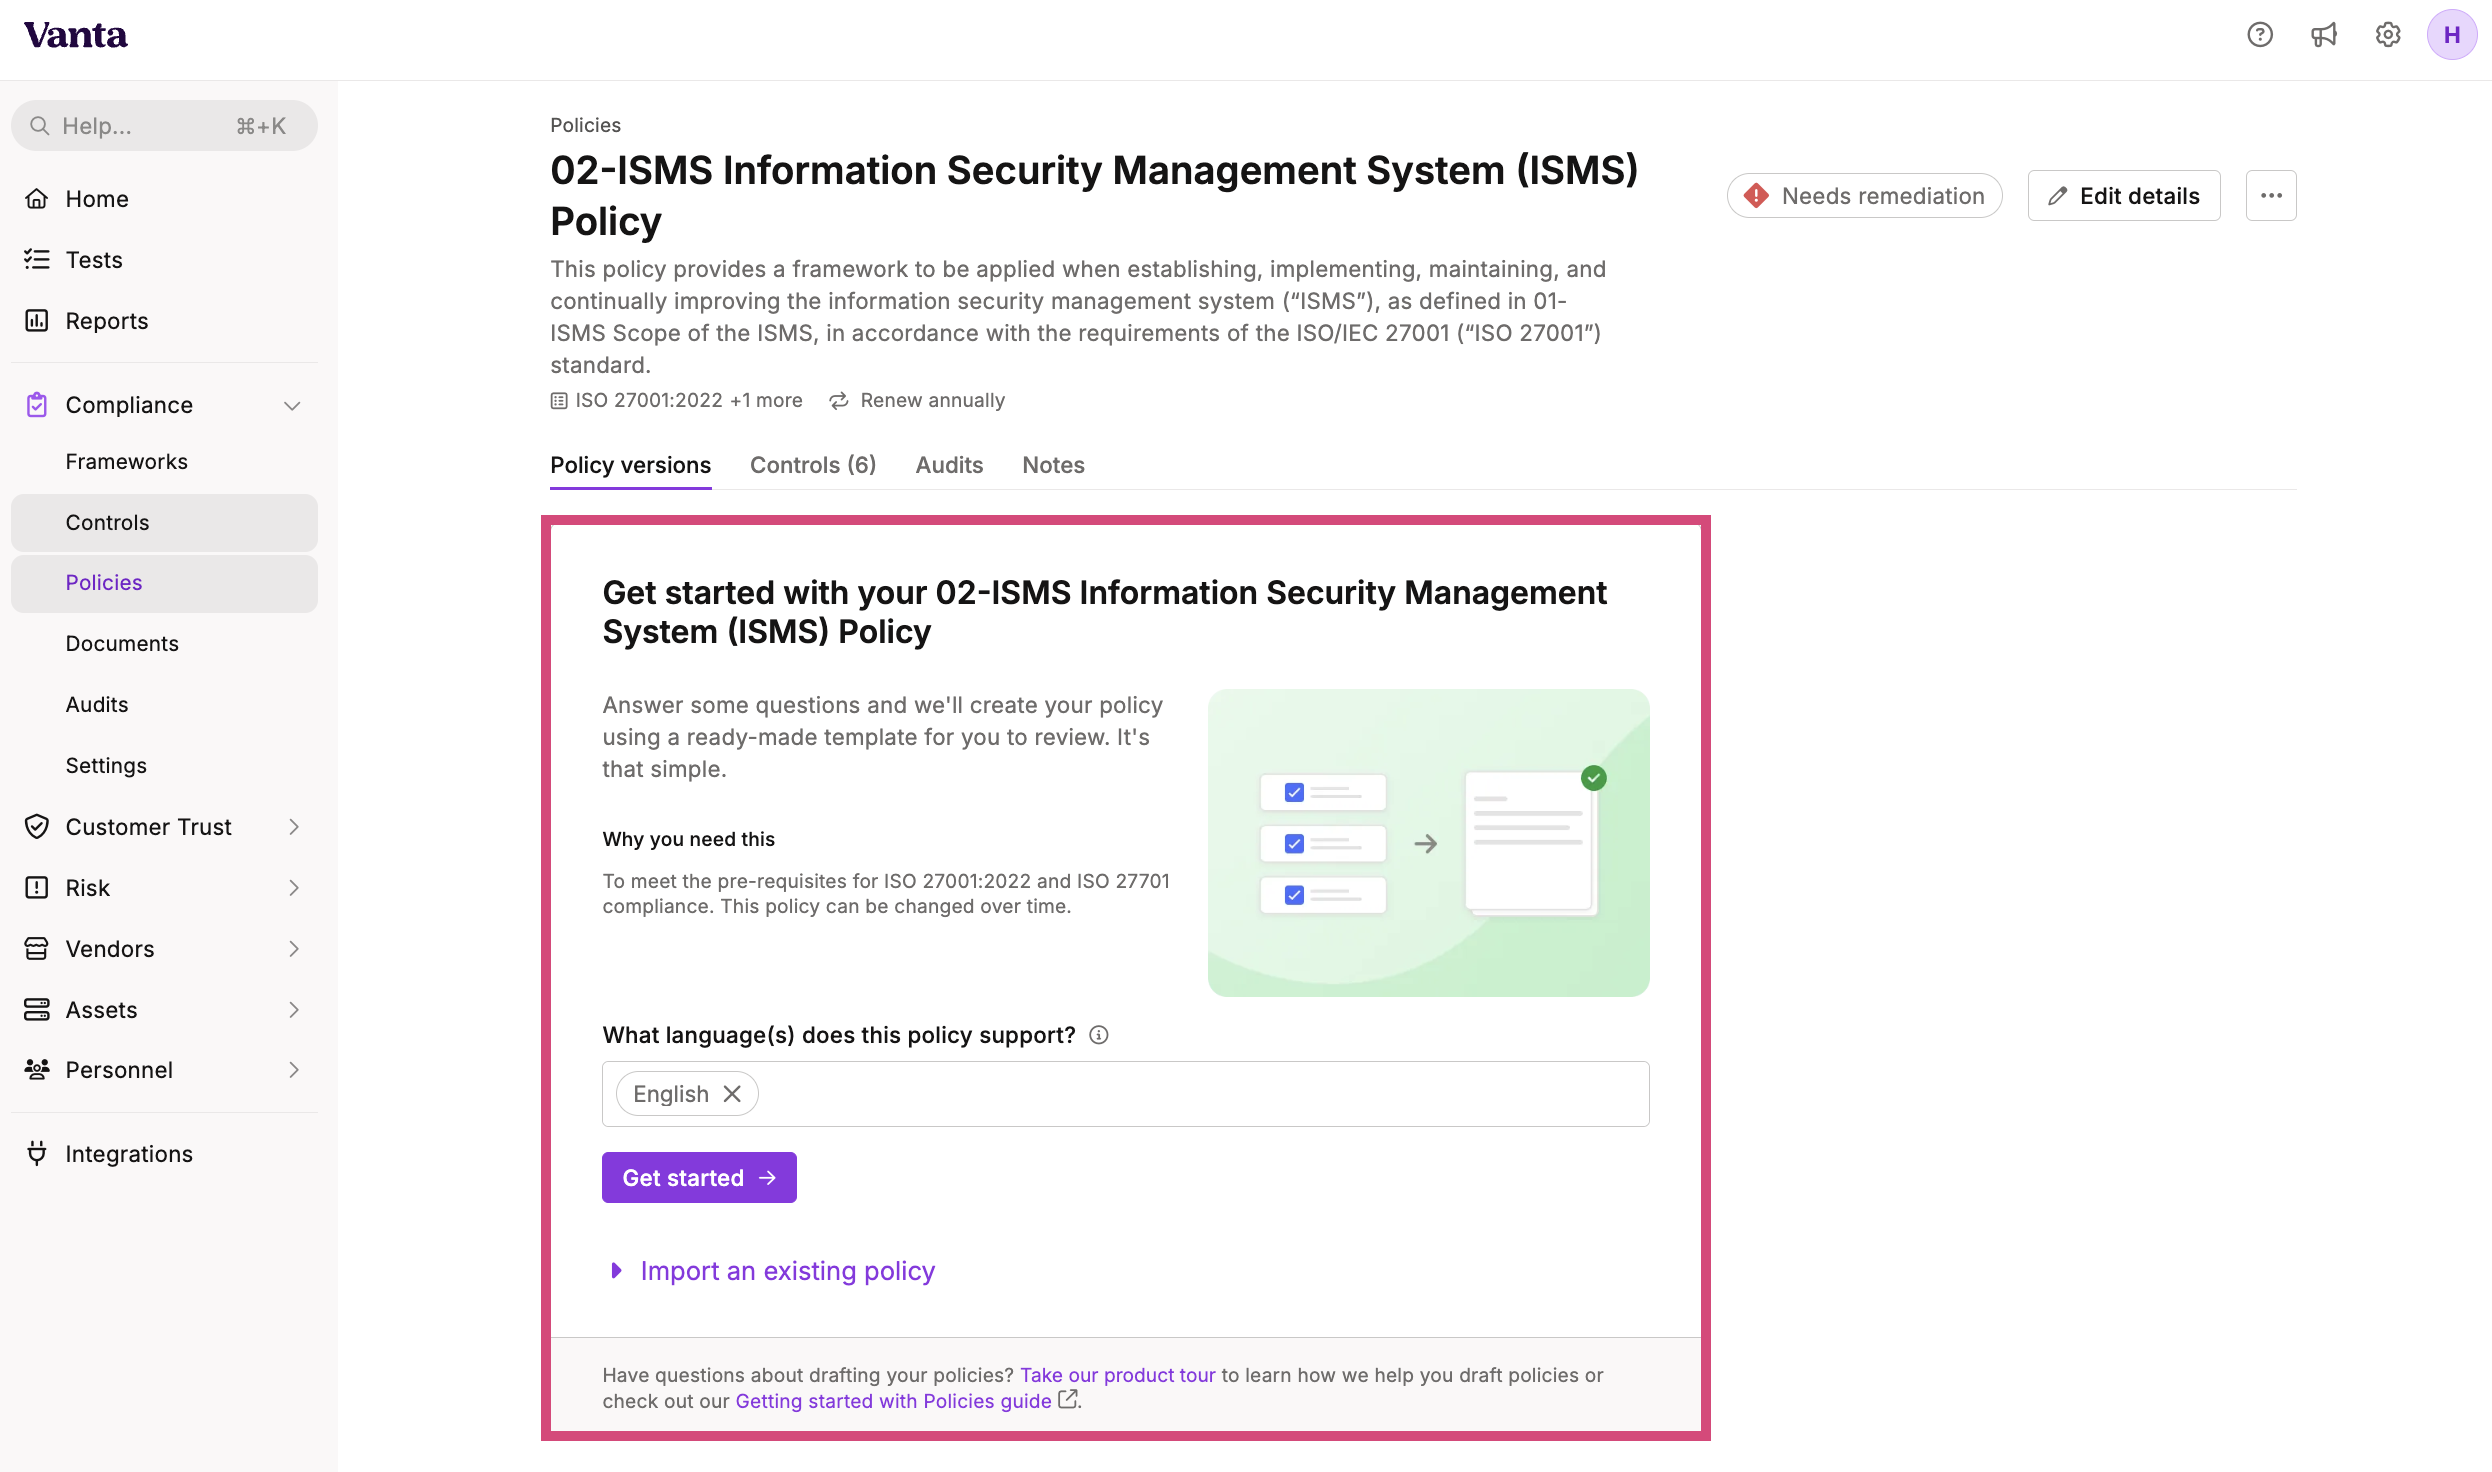 Vanta
H
Help...
⌘+K
Home
Tests
Reports
Compliance
Frameworks
Controls
Policies
Documents
Audits
Settings
Customer Trust
Risk
Vendors
Assets
Personnel
Integrations
Policies
02-ISMS Information Security Management System (ISMS)
Policy
Needs remediation
Edit details
This policy provides a framework to be applied when establishing, implementing, maintaining, and
continually improving the information security management system (“ISMS”), as defined in 01-
ISMS Scope of the ISMS, in accordance with the requirements of the ISO/IEC 27001 (“ISO 27001”)
standard.
ISO 27001:2022 +1 more
Renew annually
Policy versions
Controls (6)
Audits
Notes
Get started with your 02-ISMS Information Security Management
System (ISMS) Policy
Answer some questions and we'll create your policy
using a ready-made template for you to review. It's
that simple.
Why you need this
To meet the pre-requisites for ISO 27001:2022 and ISO 27701
compliance. This policy can be changed over time.
What language(s) does this policy support?
English
Get started
Import an existing policy
Have questions about drafting your policies? Take our product tour to learn how we help you draft policies or
check out our Getting started with Policies guide.